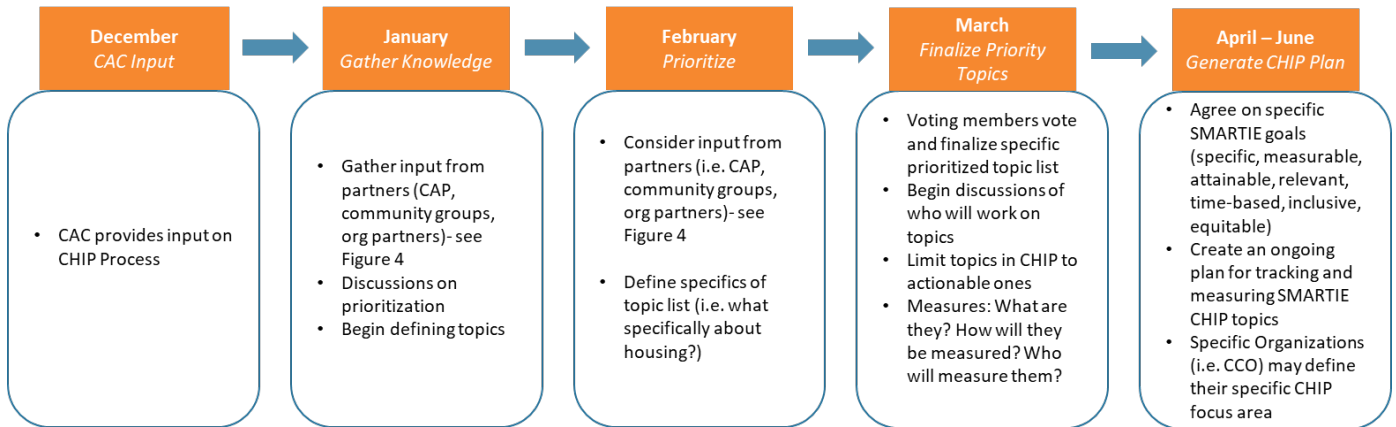 December
CAC Input
January
Gather Knowledge
February
Prioritize
March
Finalize Priority
Topics
April – June
Generate CHIP Plan
• CAC provides input on
CHIP Process
• Gather input from
partners (CAP,
community groups,
org partners)- see
Figure 4
• Discussions on
prioritization
• Begin defining topics
• Consider input from
partners (i.e. CAP,
community groups,
org partners)- see
Figure 4
• Define specifics of
topic list (i.e. what
specifically about
housing?)
• Voting members vote
and finalize specific
prioritized topic list
• Begin discussions of
who will work on
topics
• Limit topics in CHIP to
actionable ones
• Measures: What are
they? How will they
be measured? Who
will measure them?
• Agree on specific
SMARTIE goals
(specific, measurable,
attainable, relevant,
time-based, inclusive,
equitable)
• Create an ongoing
plan for tracking and
measuring SMARTIE
CHIP topics
• Specific Organizations
(i.e. CCO) may define
their specific CHIP
focus area